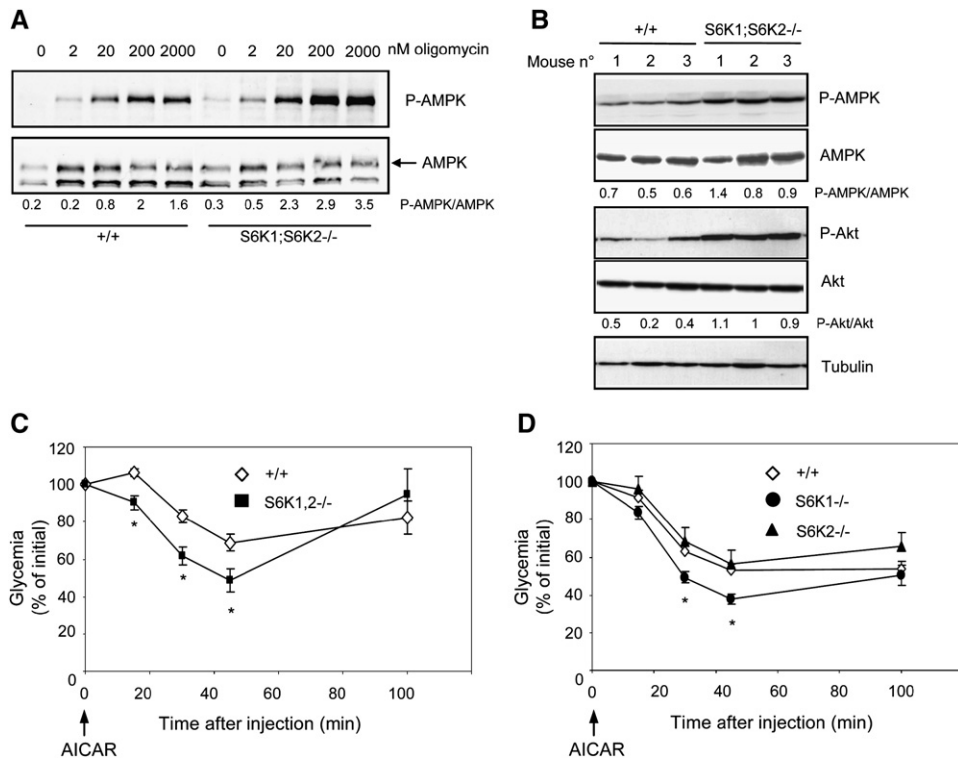 A
0 2 20 200 2000 0 2 20 200 2000 nM oligomycin
P-AMPK
AMPK
0.2 0.2 0.8 2 1.6 0.3 0.5 2.3 2.9 3.5 P-AMPK/AMPK
+/+ S6K1;S6K2-/-
B
+/+ S6K1;S6K2-/-
Mouse n° 1 2 3 1 2 3
P-AMPK
AMPK
0.7 0.5 0.6 1.4 0.8 0.9 P-AMPK/AMPK
P-Akt
Akt
0.5 0.2 0.4 1.1 1 0.9 P-Akt/Akt
Tubulin
C
Glycemia
(% of initial)
120
100
80
60
40
20
0
+/+
S6K1,2-/-
*
*
*
0 20 40 60 80 100
Time after injection (min)
AICAR
D
Glycemia
(% of initial)
120
100
80
60
40
20
0
+/+
S6K1-/-
S6K2-/-
*
*
0 20 40 60 80 100
Time after injection (min)
AICAR